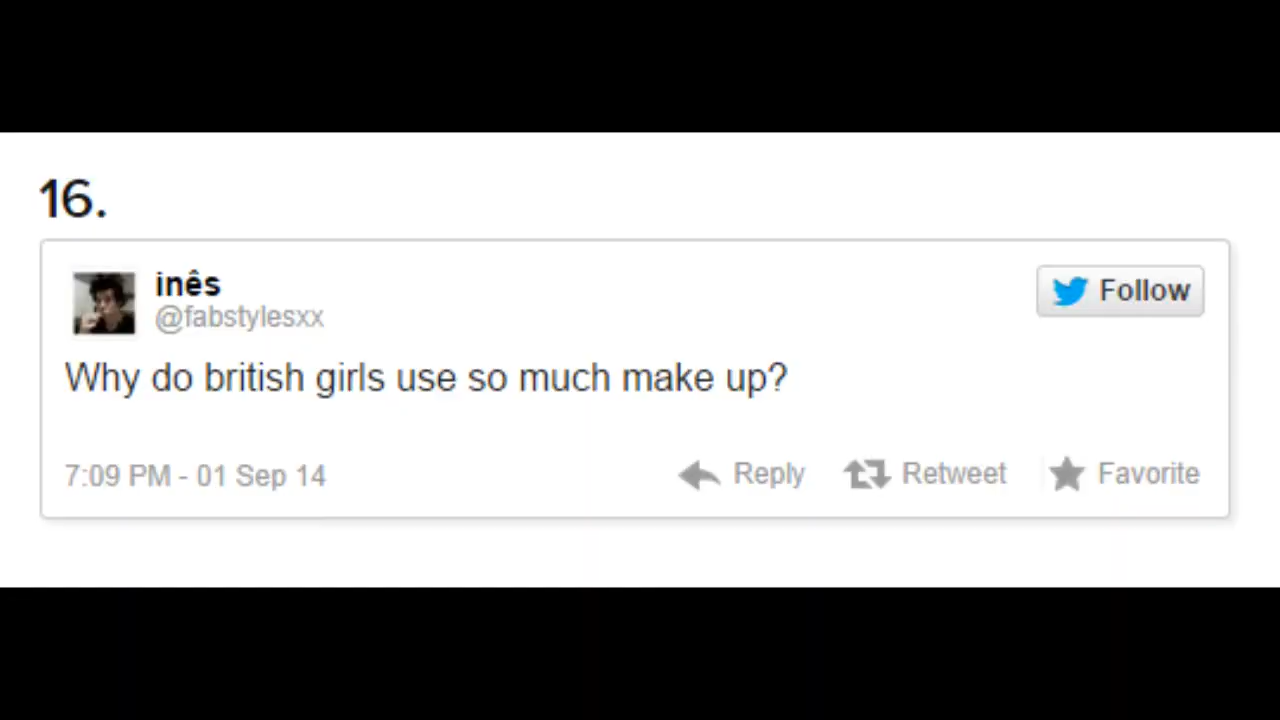 16.
inês
@fabstylesxx
Follow
Why do british girls use so much make up?
7:09 PM - 01 Sep 14
Reply
Retweet
Favorite